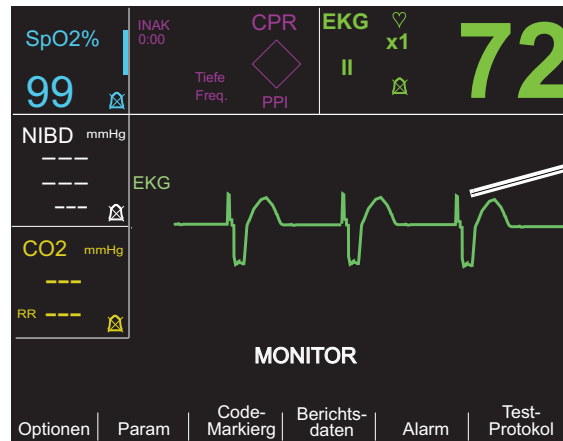 SpO2%
99
INAK
0:00
CPR
Tiefe
Freq.
PPI
EKG
x1
II
72
NIBD mmHg
---
---
---
CO2 mmHg
---
RR ---
EKG
MONITOR
Optionen
Param
Code-
Markierg
Berichts-
daten
Alarm
Test-
Protokol